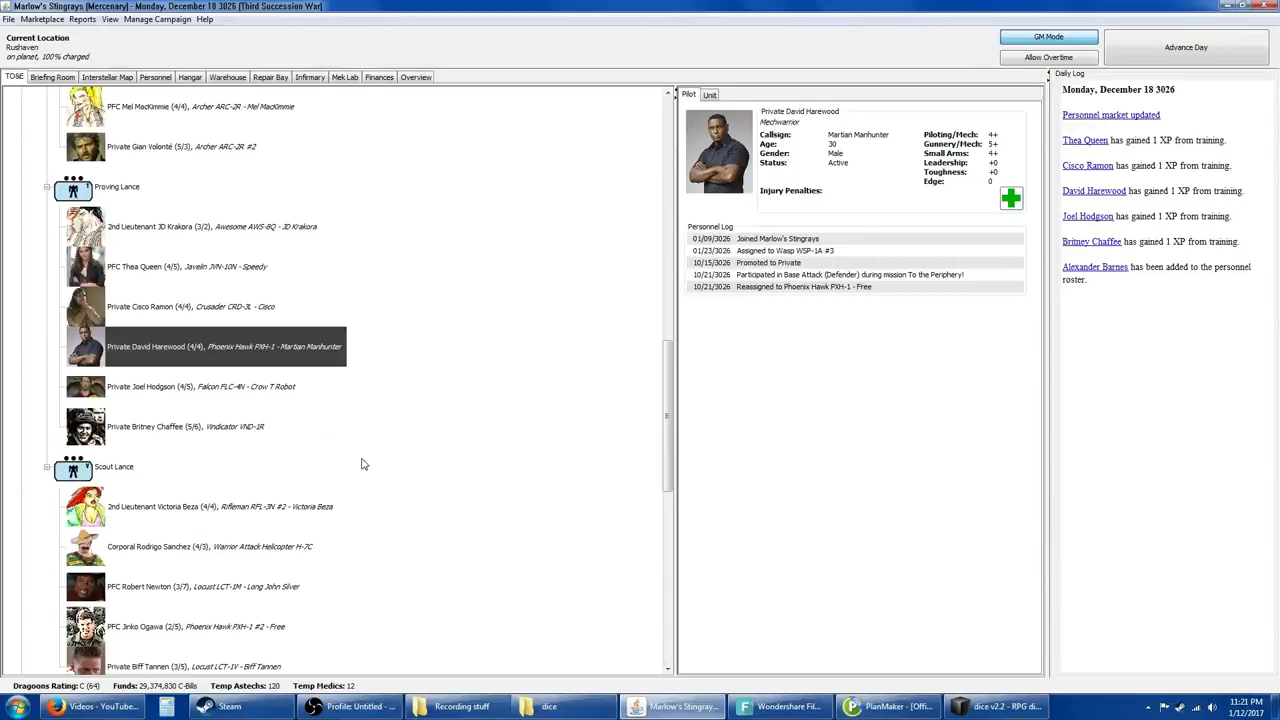 Marlow's Stingrays (Mercenary) - Monday, December 18 3026 (Third Succession War)
File Marketplace Reports View Manage Campaign Help
Current Location
Rushaven
on planet, 100% charged
GM Mode
Allow Overtime
Advance Day
TO&E Briefing Room Interstellar Map Personnel Hangar Warehouse Repair Bay Infirmary Mek Lab Finances Overview
PFC Mel MacKimmie (4/4), Archer ARC-2R - Mel MacKimmie
Private Gian Volonté (5/3), Archer ARC-2R #2
Proving Lance
2nd Lieutenant JD Krakora (3/2), Awesome AWS-8Q - JD Krakora
PFC Thea Queen (4/5), Javelin JVN-10N - Speedy
Private Cisco Ramon (4/4), Crusader CRD-3L - Cisco
Private David Harewood (4/4), Phoenix Hawk PXH-1 - Martian Manhunter
Private Joel Hodgson (4/5), Falcon FLC-4N - Crow T Robot
Private Britney Chaffee (5/6), Vindicator VND-1R
V
Scout Lance
2nd Lieutenant Victoria Beza (4/4), Rifleman RFL-3N #2 - Victoria Beza
Corporal Rodrigo Sanchez (4/3), Warrior Attack Helicopter H-7C
PFC Robert Newton (3/7), Locust LCT-1M - Long John Silver
PFC Jinko Ogawa (2/5), Phoenix Hawk PXH-1 #2 - Free
Private Biff Tannen (3/5), Locust LCT-1V - Biff Tannen
Pilot Unit
Private David Harewood
Mechwarrior
Callsign: Martian Manhunter
Age: 30
Gender: Male
Status: Active
Injury Penalties:
Piloting/Mech: 4+
Gunnery/Mech: 5+
Small Arms: 4+
Leadership: +0
Toughness: +0
Edge: 0
Personnel Log
01/09/3026 Joined Marlow's Stingrays
01/23/3026 Assigned to Wasp WSP-1A #3
10/15/3026 Promoted to Private
10/21/3026 Participated in Base Attack (Defender) during mission To the Periphery!
10/21/3026 Reassigned to Phoenix Hawk PXH-1 - Free
Daily Log
Monday, December 18 3026
Personnel market updated
Thea Queen has gained 1 XP from training.
Cisco Ramon has gained 1 XP from training.
David Harewood has gained 1 XP from training.
Joel Hodgson has gained 1 XP from training.
Britney Chaffee has gained 1 XP from training.
Alexander Barnes has been added to the personnel
roster.
Dragoons Rating: C (64) Funds: 29,374,830 C-Bills Temp Astechs: 120 Temp Medics: 12
Videos - YouTube...
Steam
Profile: Untitled - ...
Recording stuff
dice
Marlow's Stingray...
Wondershare Fil...
PlanMaker - [Offi...
dice v2.2 - RPG di...
11:21 PM
1/12/2017